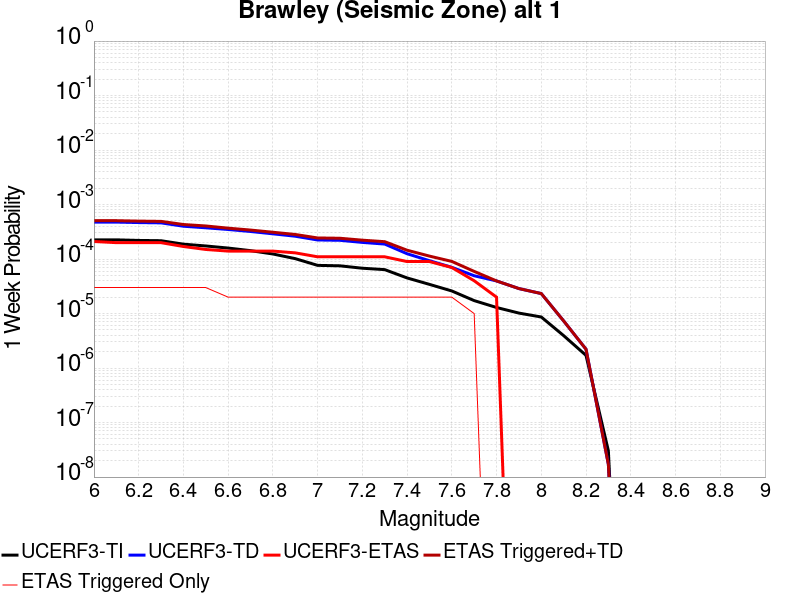 Brawley (Seismic Zone) alt 1
10 0
10 -1
10 -2
10 -3
10 -4
10 -5
10 -6
10 -7
10 -8
1 Week Probability
6 6.2 6.4 6.6 6.8 7 7.2 7.4 7.6 7.8 8 8.2 8.4 8.6 8.8 9
Magnitude
UCERF3-TI UCERF3-TD UCERF3-ETAS ETAS Triggered+TD
ETAS Triggered Only